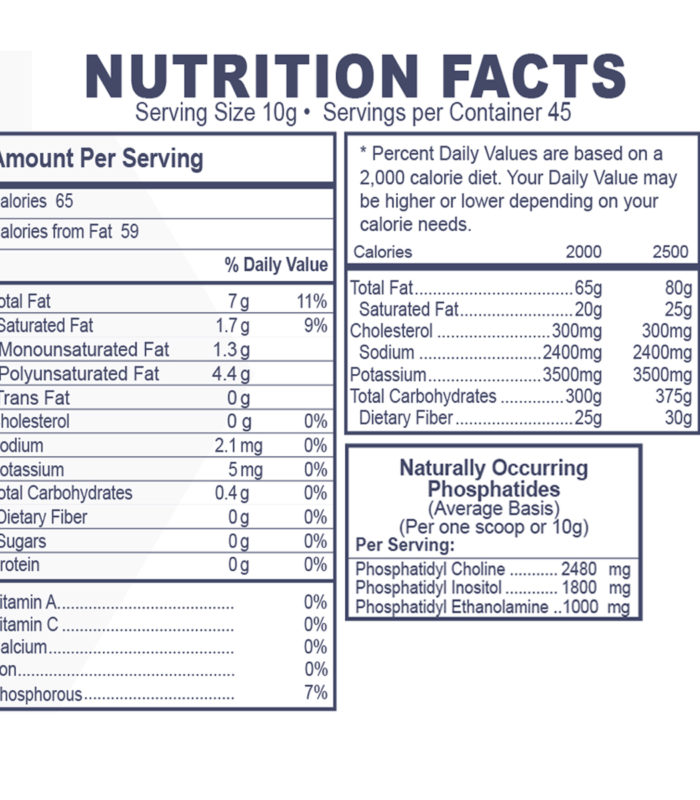 NUTRITION FACTS
Serving Size 10g • Servings per Container 45
Amount Per Serving
alories 65
alories from Fat 59
% Daily Value
otal Fat 7 g 11%
Saturated Fat 1.7 g 9%
Monounsaturated Fat 1.3 g
Polyunsaturated Fat 4.4 g
Trans Fat 0 g
holesterol 0 g 0%
odium 2.1 mg 0%
otassium 5 mg 0%
otal Carbohydrates 0.4 g 0%
Dietary Fiber 0 g 0%
Sugars 0 g 0%
rotein 0 g 0%
itamin A 0%
itamin C 0%
alcium 0%
on 0%
hosphorous 7%
* Percent Daily Values are based on a
2,000 calorie diet. Your Daily Value may
be higher or lower depending on your
calorie needs.
Calories 2000 2500
Total Fat 65g 80g
Saturated Fat 20g 25g
Cholesterol 300mg 300mg
Sodium 2400mg 2400mg
Potassium 3500mg 3500mg
Total Carbohydrates 300g 375g
Dietary Fiber 25g 30g
Naturally Occurring
Phosphatides
(Average Basis)
(Per one scoop or 10g)
Per Serving:
Phosphatidyl Choline 2480 mg
Phosphatidyl Inositol 1800 mg
Phosphatidyl Ethanolamine 1000 mg